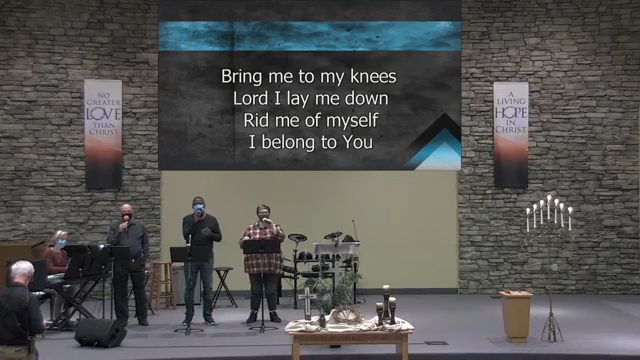 Bring me to my knees
Lord I lay me down
Rid me of myself
I belong to You
NO
GREATER
LOVE
THAN
CHRIST
A
LIVING
HOPE
IN
CHRIST